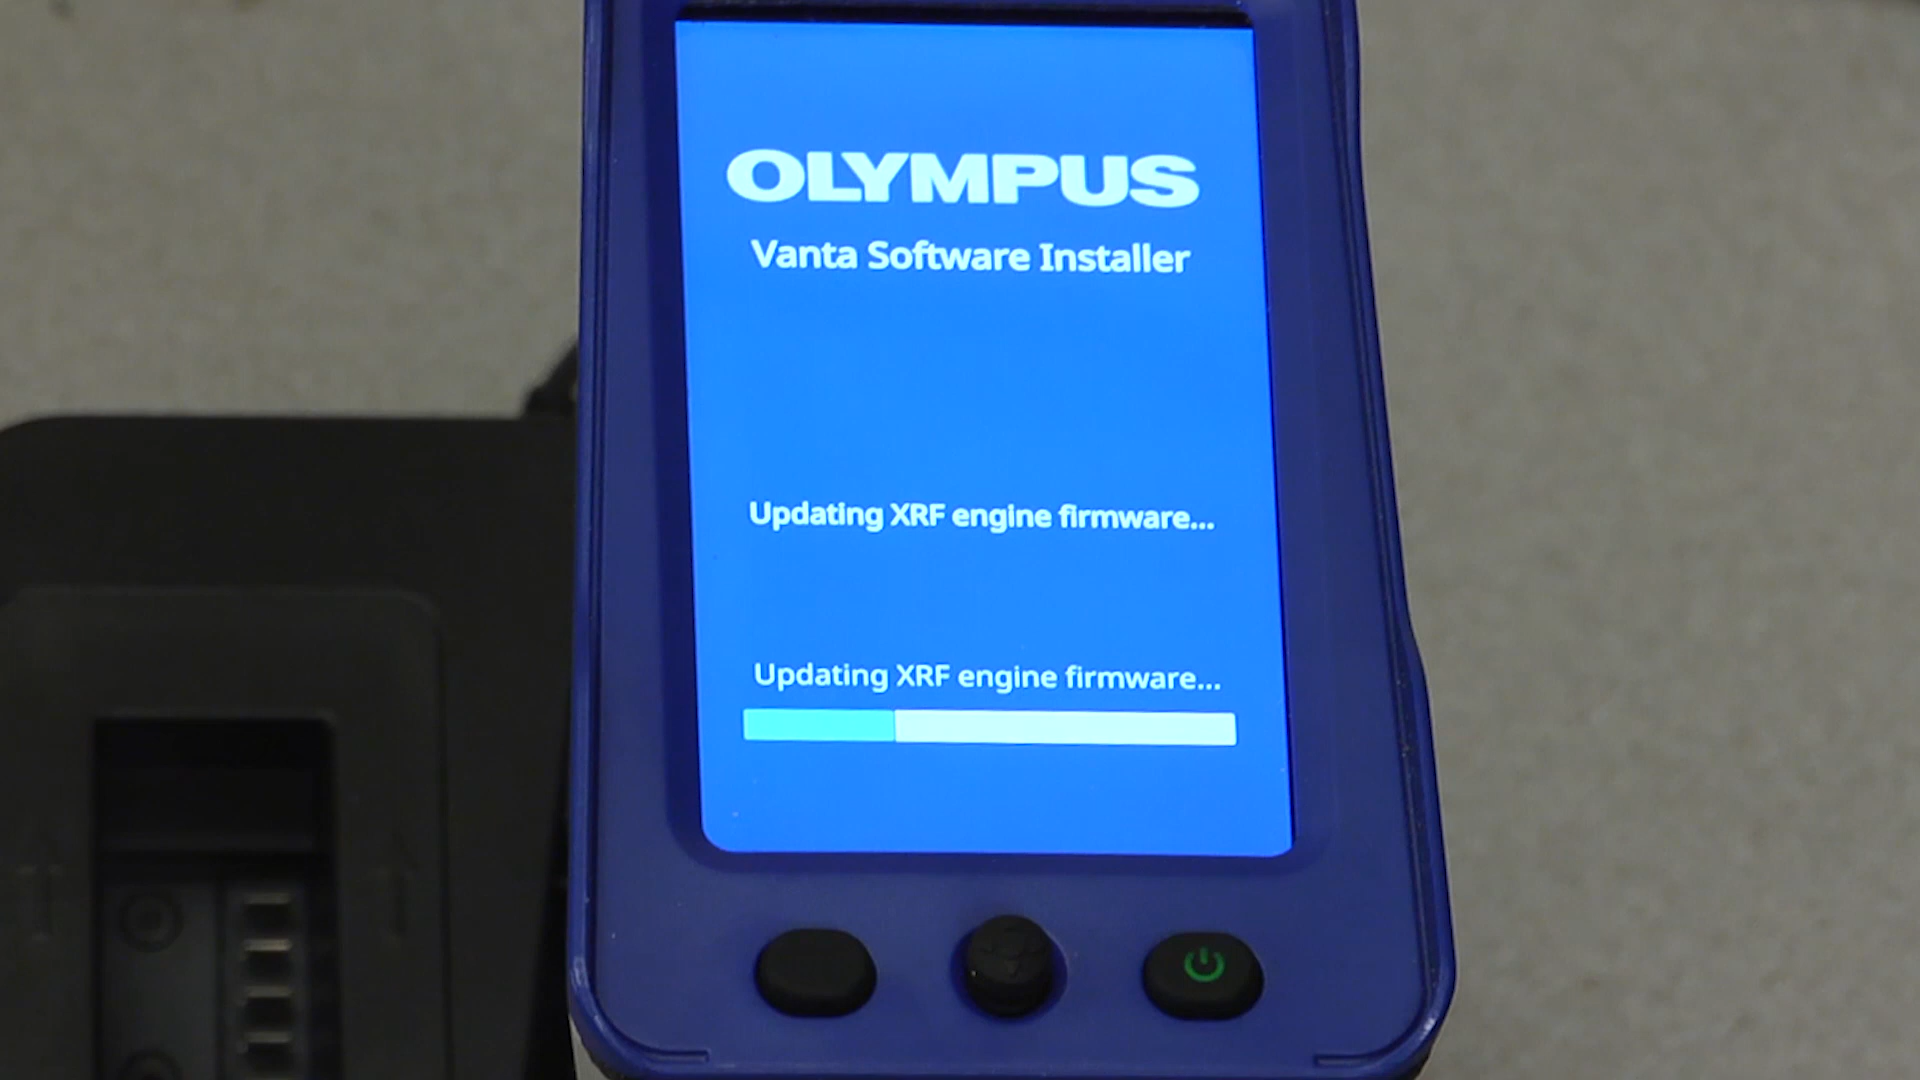 OLYMPUS
Vanta Software Installer
Updating XRF engine firmware...
Updating XRF engine firmware...